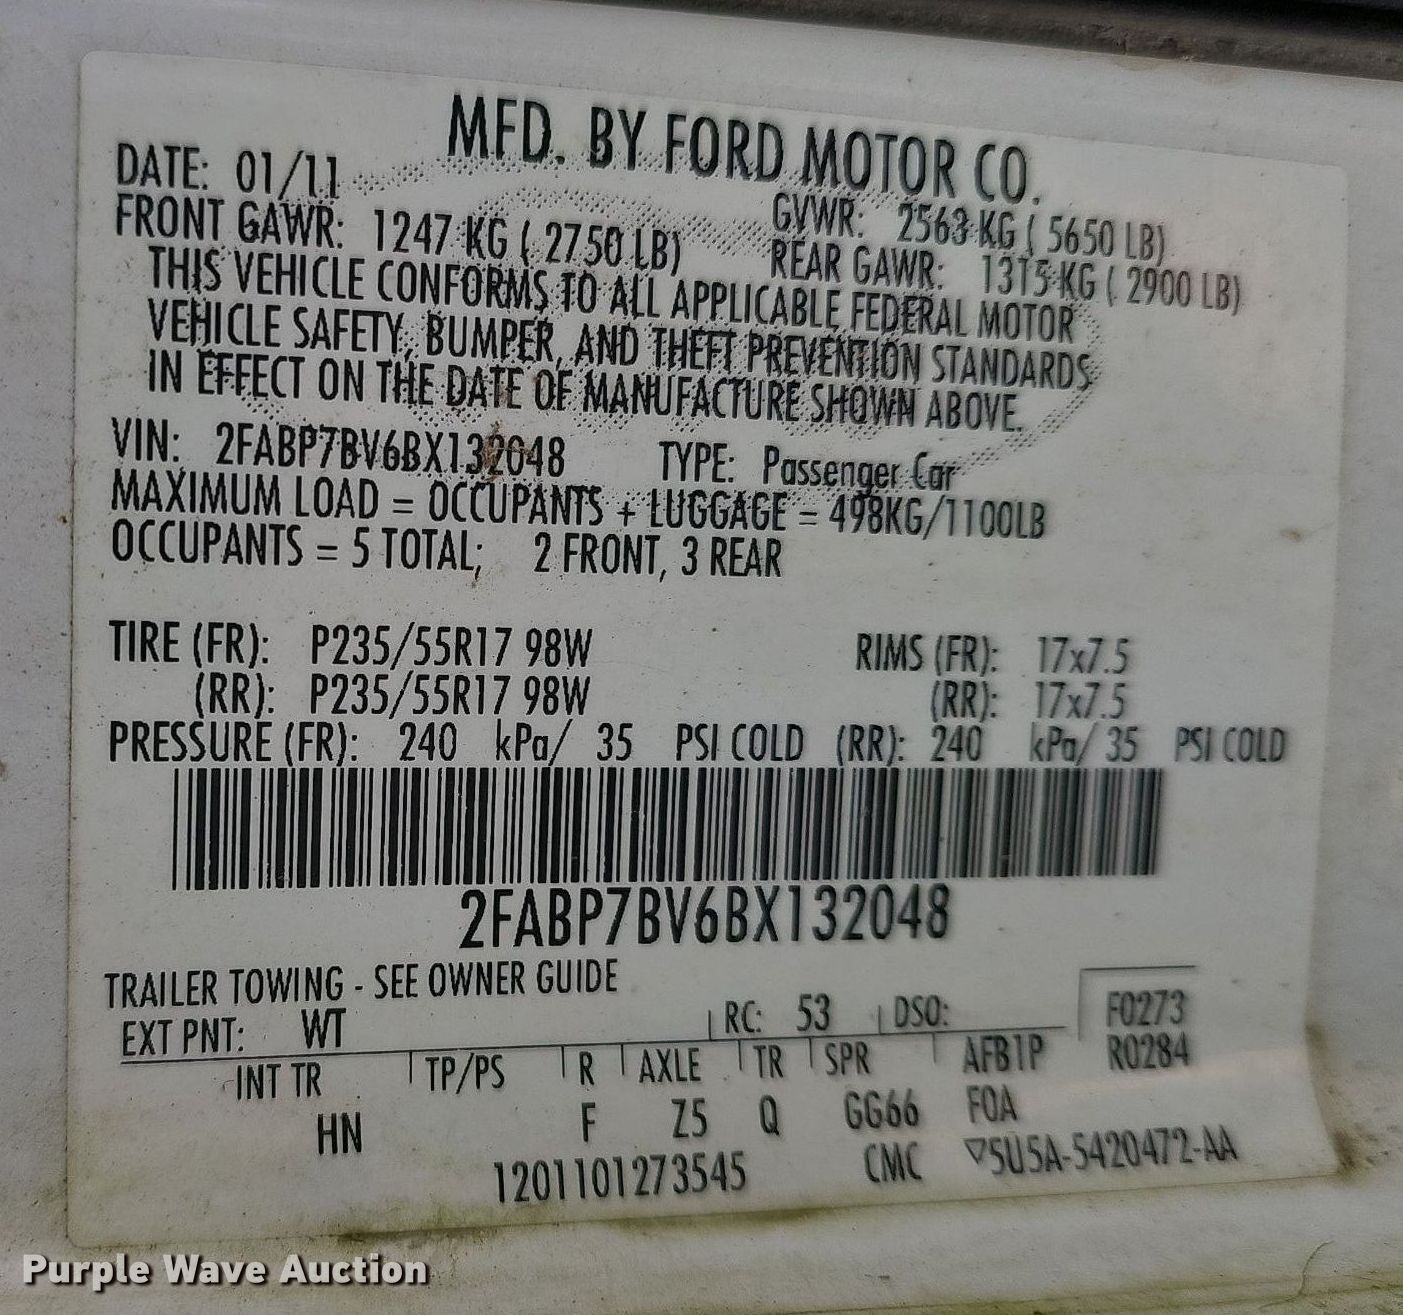 MFD. BY FORD MOTOR CO.
DATE: 01/11 GVWR: 2563 KG ( 5650 LB)
FRONT GAWR: 1247 KG ( 2750 LB) REAR GAWR: 1315 KG ( 2900 LB)
THIS VEHICLE CONFORMS TO ALL APPLICABLE FEDERAL MOTOR
VEHICLE SAFETY, BUMPER, AND THEFT PREVENTION STANDARDS
IN EFFECT ON THE DATE OF MANUFACTURE SHOWN ABOVE.
VIN: 2FABP7BV6BX132048 TYPE: Passenger Car
MAXIMUM LOAD = OCCUPANTS + LUGGAGE = 498KG/1100LB
OCCUPANTS = 5 TOTAL; 2 FRONT, 3 REAR
TIRE (FR): P235/55R17 98W RIMS (FR): 17x7.5
(RR): P235/55R17 98W (RR): 17x7.5
PRESSURE (FR): 240 kPa/ 35 PSI COLD (RR): 240 kPa/ 35 PSI COLD
2FABP7BV6BX132048
TRAILER TOWING - SEE OWNER GUIDE
EXT PNT: WT RC: 53 DSO: F0273
INT TR TP/PS R AXLE TR SPR AFB1P R0284
HN F Z5 Q GG66 FOA
1201101273545 CMC ▽5U5A-5420472-AA
Purple Wave Auction